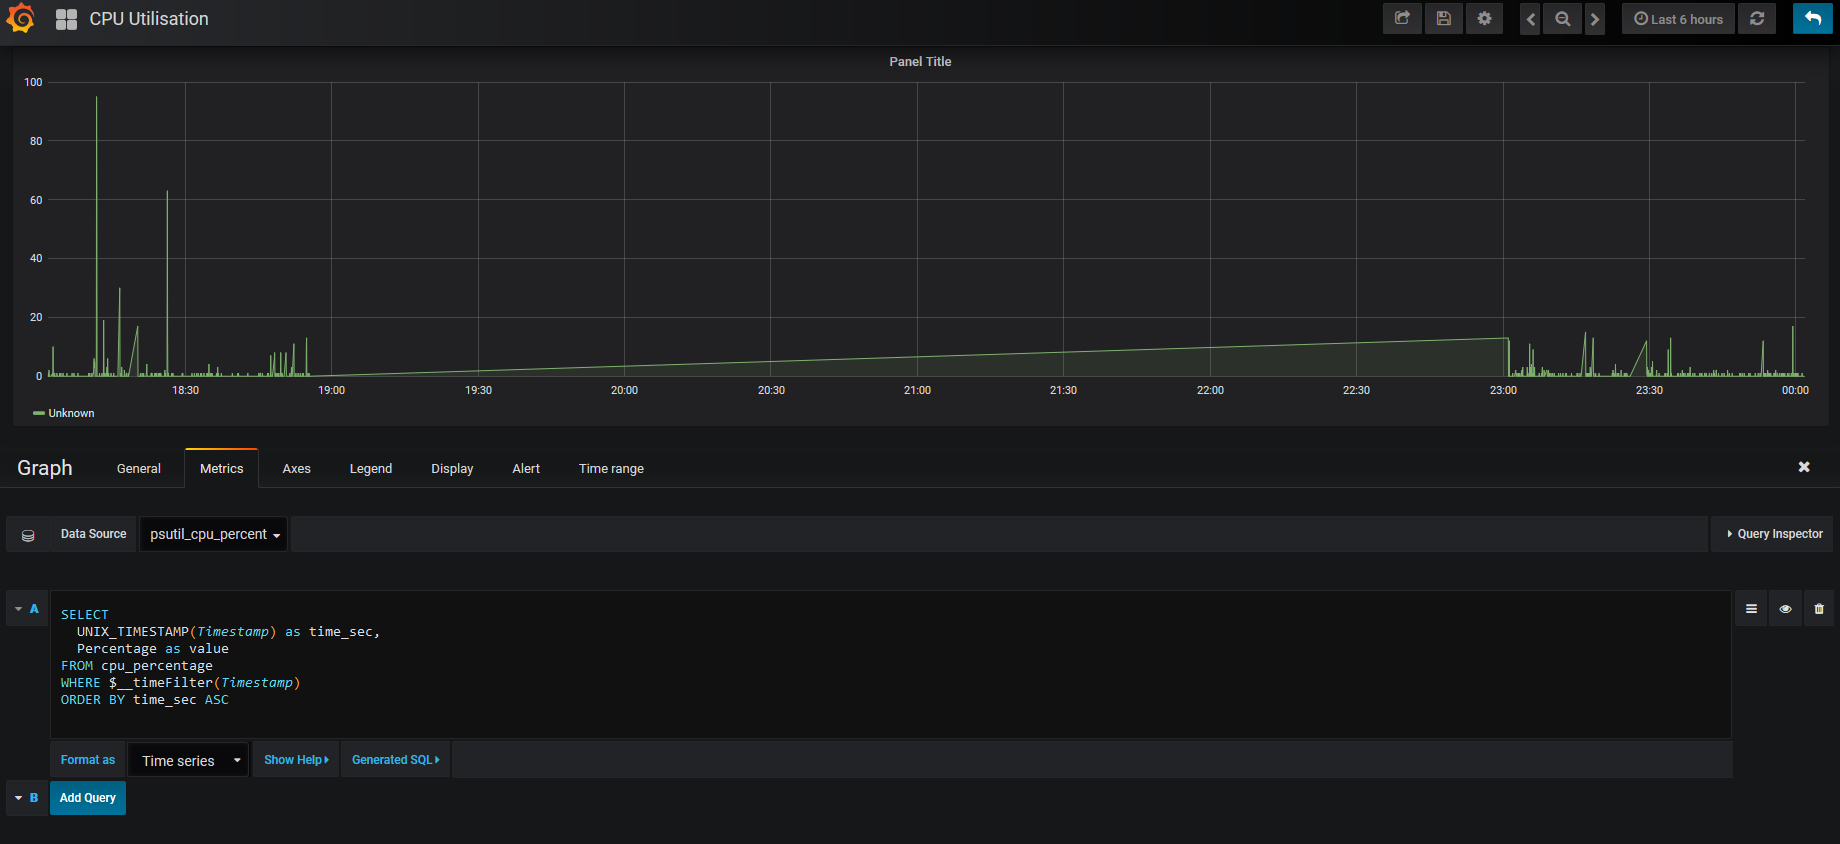 CPU Utilisation
Last 6 hours
Panel Title
100
80
60
40
20
0
18:30 19:00 19:30 20:00 20:30 21:00 21:30 22:00 22:30 23:00 23:30 00:00
Unknown
Graph General Metrics Axes Legend Display Alert Time range
Data Source psutil_cpu_percent Query Inspector
A
SELECT
UNIX_TIMESTAMP(Timestamp) as time_sec,
Percentage as value
FROM cpu_percentage
WHERE $__timeFilter(Timestamp)
ORDER BY time_sec ASC
Format as Time series Show Help Generated SQL
B Add Query